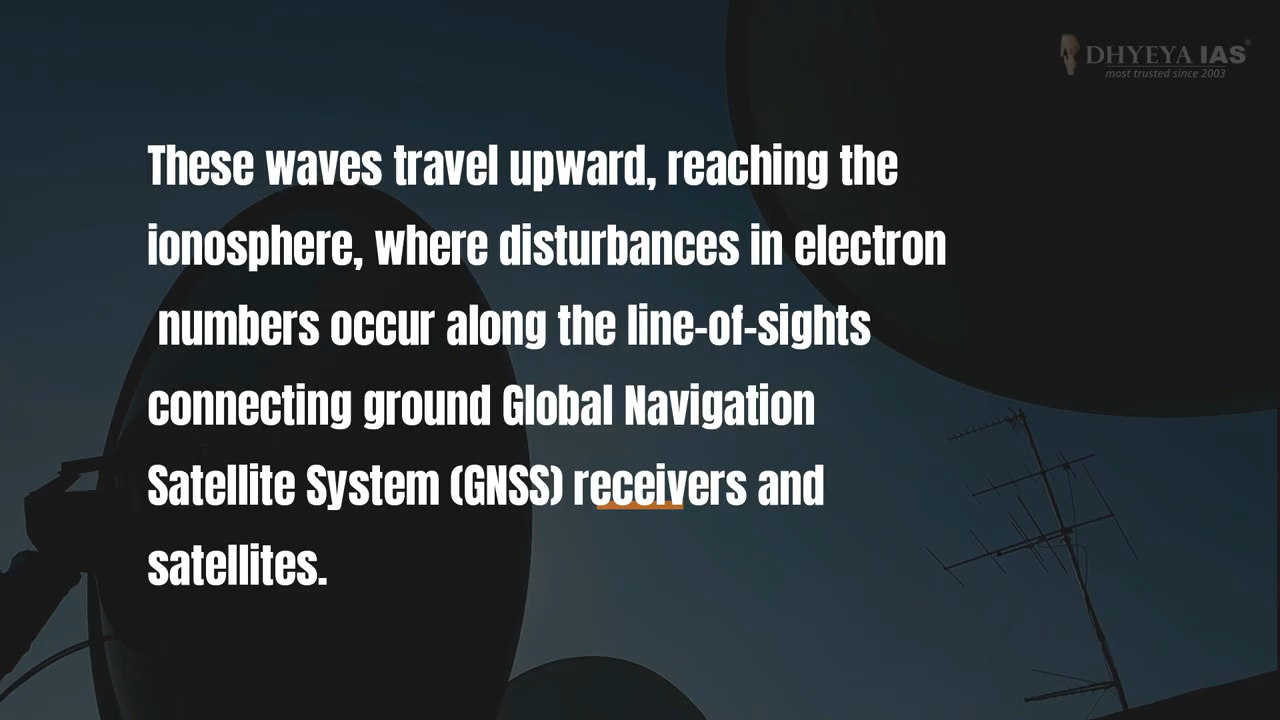 DHYEYA IAS®
most trusted since 2003
These waves travel upward, reaching the
ionosphere, where disturbances in electron
numbers occur along the line-of-sights
connecting ground Global Navigation
Satellite System (GNSS) receivers and
satellites.